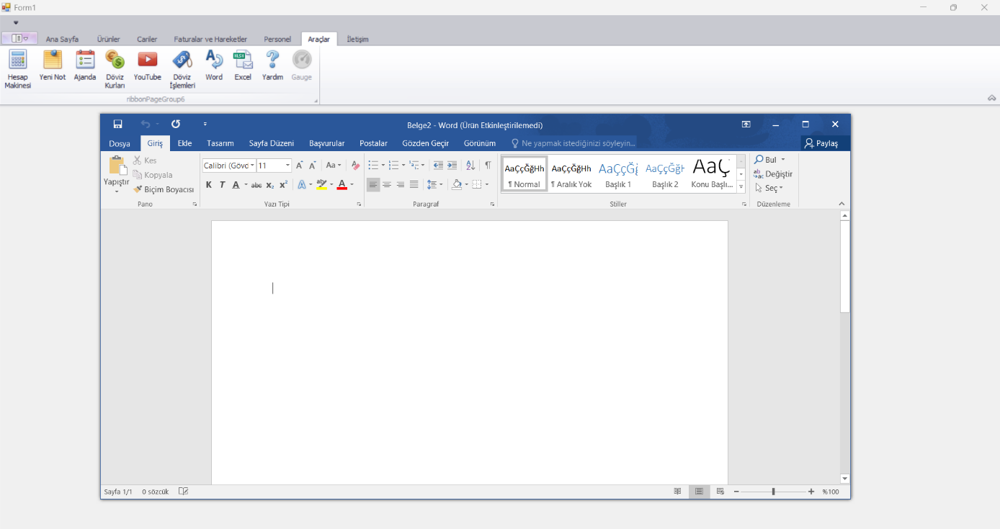 Form1
Ana Sayfa Ürünler Cariler Faturalar ve Hareketler Personel Araçlar İletişim
Hesap Makinesi Yeni Not Ajanda Döviz Kurları YouTube Döviz İşlemleri Word Excel Yardım Gauge
ribbonPageGroup6
Belge2 - Word (Ürün Etkinleştirilemedi)
Dosya Giriş Ekle Tasarım Sayfa Düzeni Başvurular Postalar Gözden Geçir Görünüm Ne yapmak istediğinizi söyleyin... Paylaş
Yapıştır
Kes
Kopyala
Biçim Boyacısı
Pano
Calibri (Gövd 11 Aa
K T A abc x₂ x² A ab A
Yazı Tipi
Paragraf
AaÇçĞğHh AaÇçĞğHh AaÇçĞğ AaÇçĞğH AaÇ
¶ Normal ¶ Aralık Yok Başlık 1 Başlık 2 Konu Başlı...
Stiller
Bul
Değiştir
Seç
Düzenleme
Sayfa 1/1 0 sözcük %100